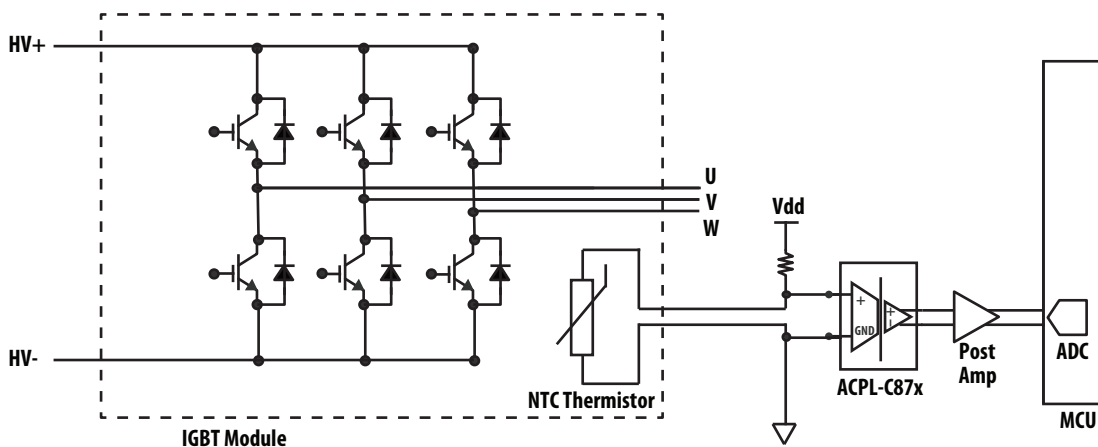 HV+
U
V
W
Vdd
+
GND
+
−
HV-
NTC Thermistor
ACPL-C87x
Post
Amp
ADC
MCU
IGBT Module